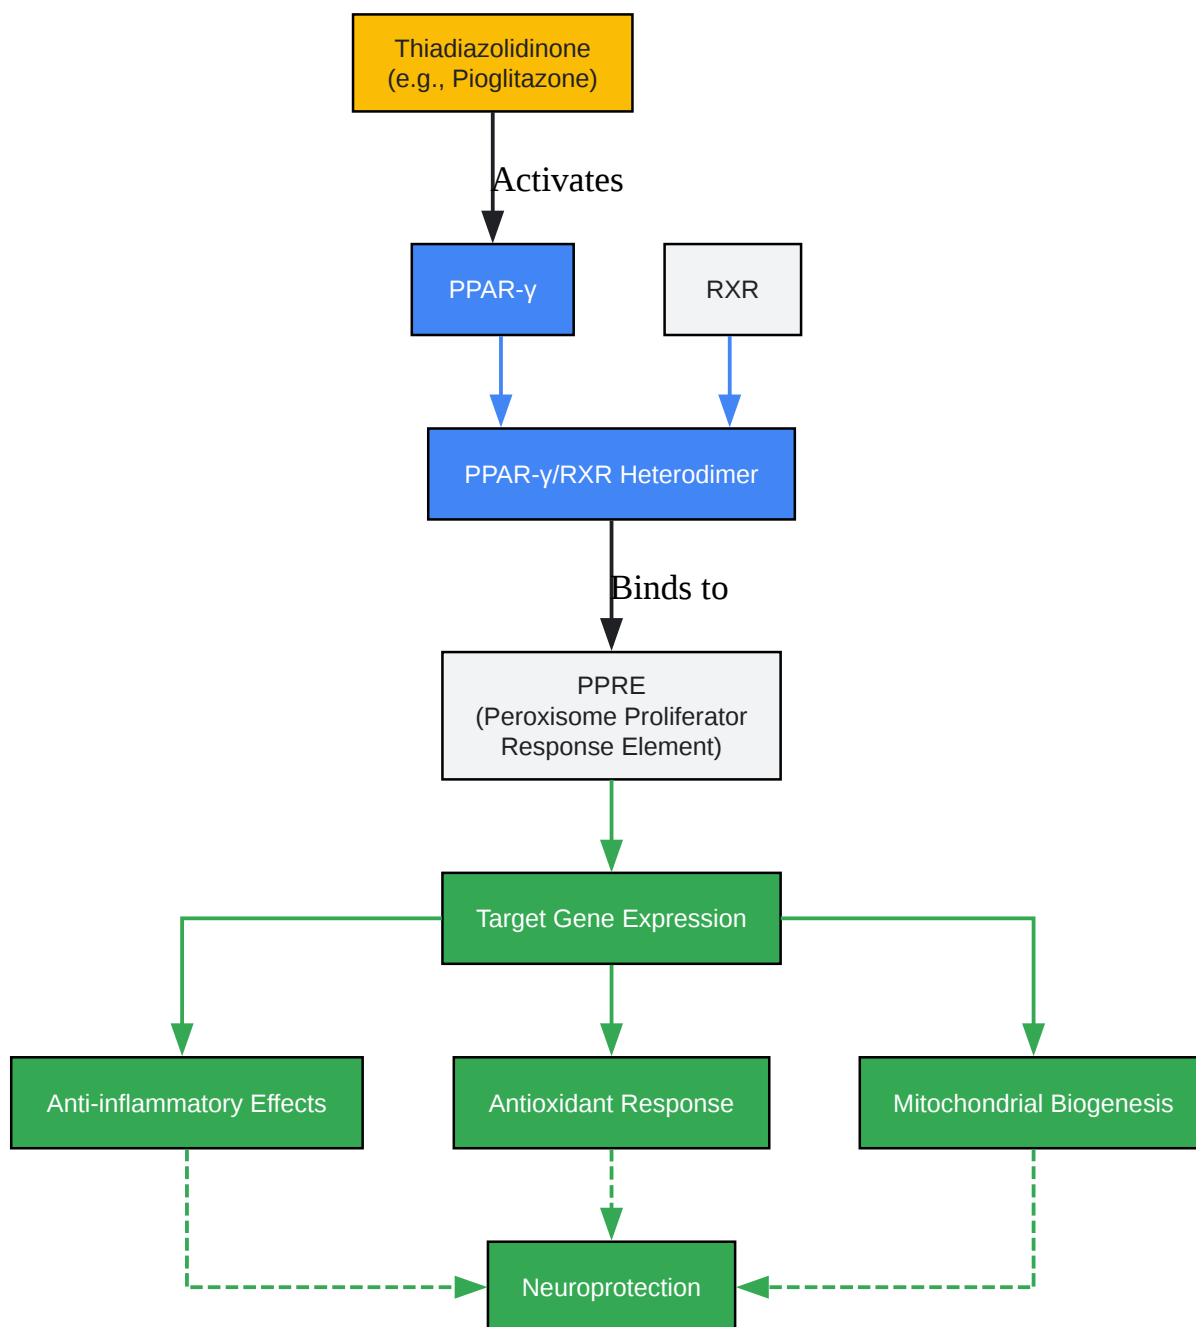 Thiadiazolidinone
(e.g., Pioglitazone)
Activates
PPAR-γ
RXR
PPAR-γ/RXR Heterodimer
Binds to
PPRE
(Peroxisome Proliferator
Response Element)
Target Gene Expression
Anti-inflammatory Effects
Antioxidant Response
Mitochondrial Biogenesis
Neuroprotection